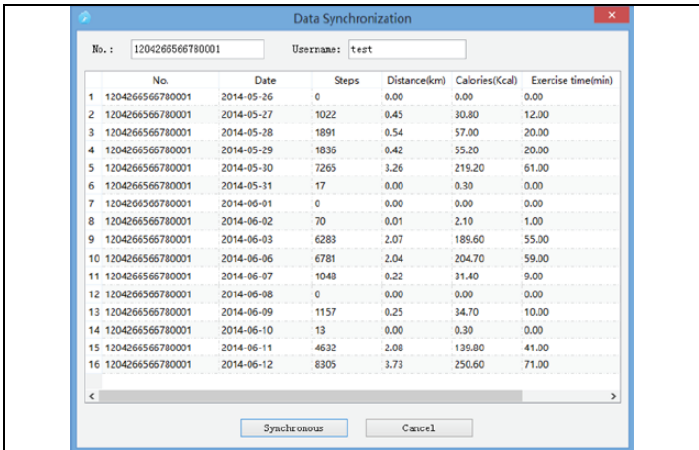 Data Synchronization
No.: 1204266566780001 Username: test
No. Date Steps Distance(km) Calories(Kcal) Exercise time(min)
1 1204266566780001 2014-05-26 0 0.00 0.00 0.00
2 1204266566780001 2014-05-27 1022 0.45 30.80 12.00
3 1204266566780001 2014-05-28 1891 0.54 57.00 20.00
4 1204266566780001 2014-05-29 1836 0.42 55.20 20.00
5 1204266566780001 2014-05-30 7265 3.26 219.20 61.00
6 1204266566780001 2014-05-31 17 0.00 0.30 0.00
7 1204266566780001 2014-06-01 0 0.00 0.00 0.00
8 1204266566780001 2014-06-02 70 0.01 2.10 1.00
9 1204266566780001 2014-06-03 6283 2.07 189.60 55.00
10 1204266566780001 2014-06-06 6781 2.04 204.70 59.00
11 1204266566780001 2014-06-07 1048 0.22 31.40 9.00
12 1204266566780001 2014-06-08 0 0.00 0.00 0.00
13 1204266566780001 2014-06-09 1157 0.25 34.70 10.00
14 1204266566780001 2014-06-10 13 0.00 0.30 0.00
15 1204266566780001 2014-06-11 4632 2.08 139.80 41.00
16 1204266566780001 2014-06-12 8305 3.73 250.60 71.00
Synchronous Cancel